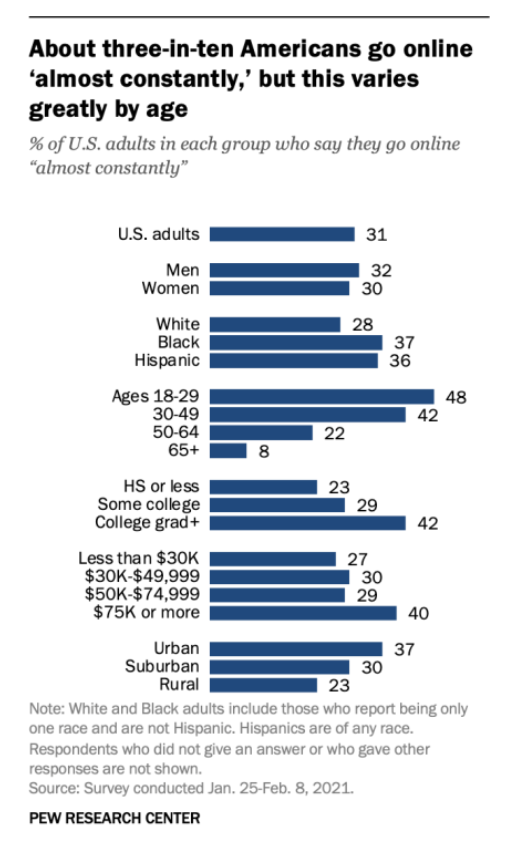 About three-in-ten Americans go online
‘almost constantly,’ but this varies
greatly by age
% of U.S. adults in each group who say they go online
“almost constantly”
U.S. adults 31
Men 32
Women 30
White 28
Black 37
Hispanic 36
Ages 18-29 48
30-49 42
50-64 22
65+ 8
HS or less 23
Some college 29
College grad+ 42
Less than $30K 27
$30K-$49,999 30
$50K-$74,999 29
$75K or more 40
Urban 37
Suburban 30
Rural 23
Note: White and Black adults include those who report being only
one race and are not Hispanic. Hispanics are of any race.
Respondents who did not give an answer or who gave other
responses are not shown.
Source: Survey conducted Jan. 25-Feb. 8, 2021.
PEW RESEARCH CENTER